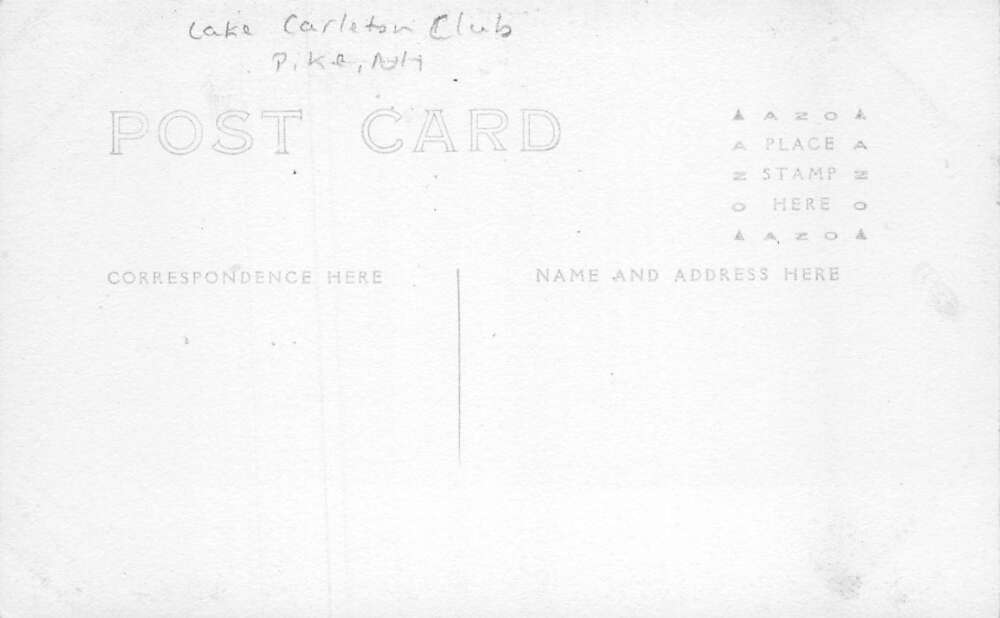 Lake Carleton Club
Pike, NH
POST CARD
AZO
A PLACE A
Z STAMP Z
O HERE O
AZO
CORRESPONDENCE HERE
NAME AND ADDRESS HERE